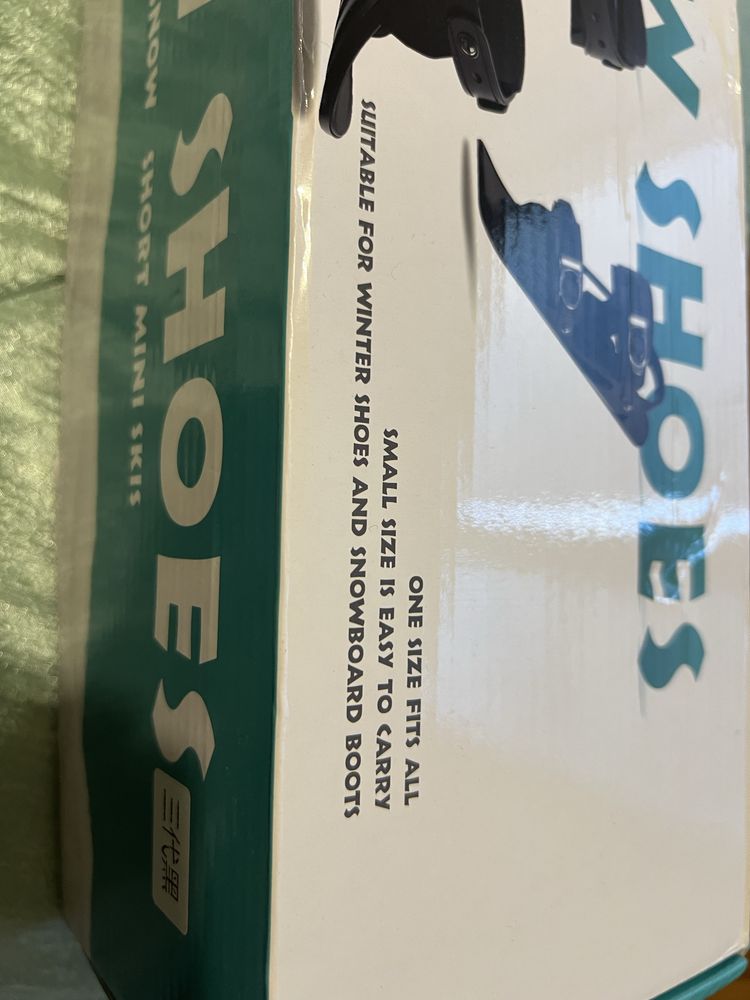 W SHOES
ONE SIZE FITS ALL
SMALL SIZE IS EASY TO CARRY
SUITABLE FOR WINTER SHOES AND SNOWBOARD BOOTS
SHOES
SNOW SHORT MINI SKIS
三代黑